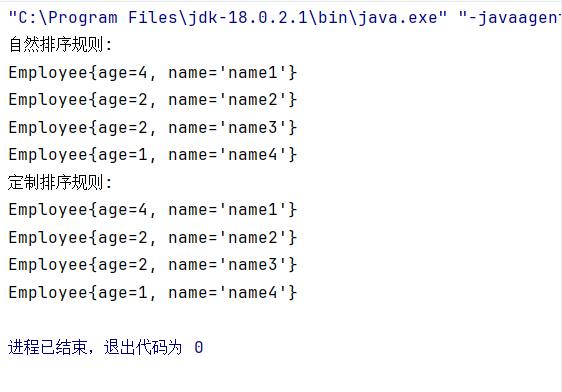 "C:\Program Files\jdk-18.0.2.1\bin\java.exe" "-javaagent
自然排序规则:
Employee{age=4, name='name1'}
Employee{age=2, name='name2'}
Employee{age=2, name='name3'}
Employee{age=1, name='name4'}
定制排序规则:
Employee{age=4, name='name1'}
Employee{age=2, name='name2'}
Employee{age=2, name='name3'}
Employee{age=1, name='name4'}
进程已结束，退出代码为 0